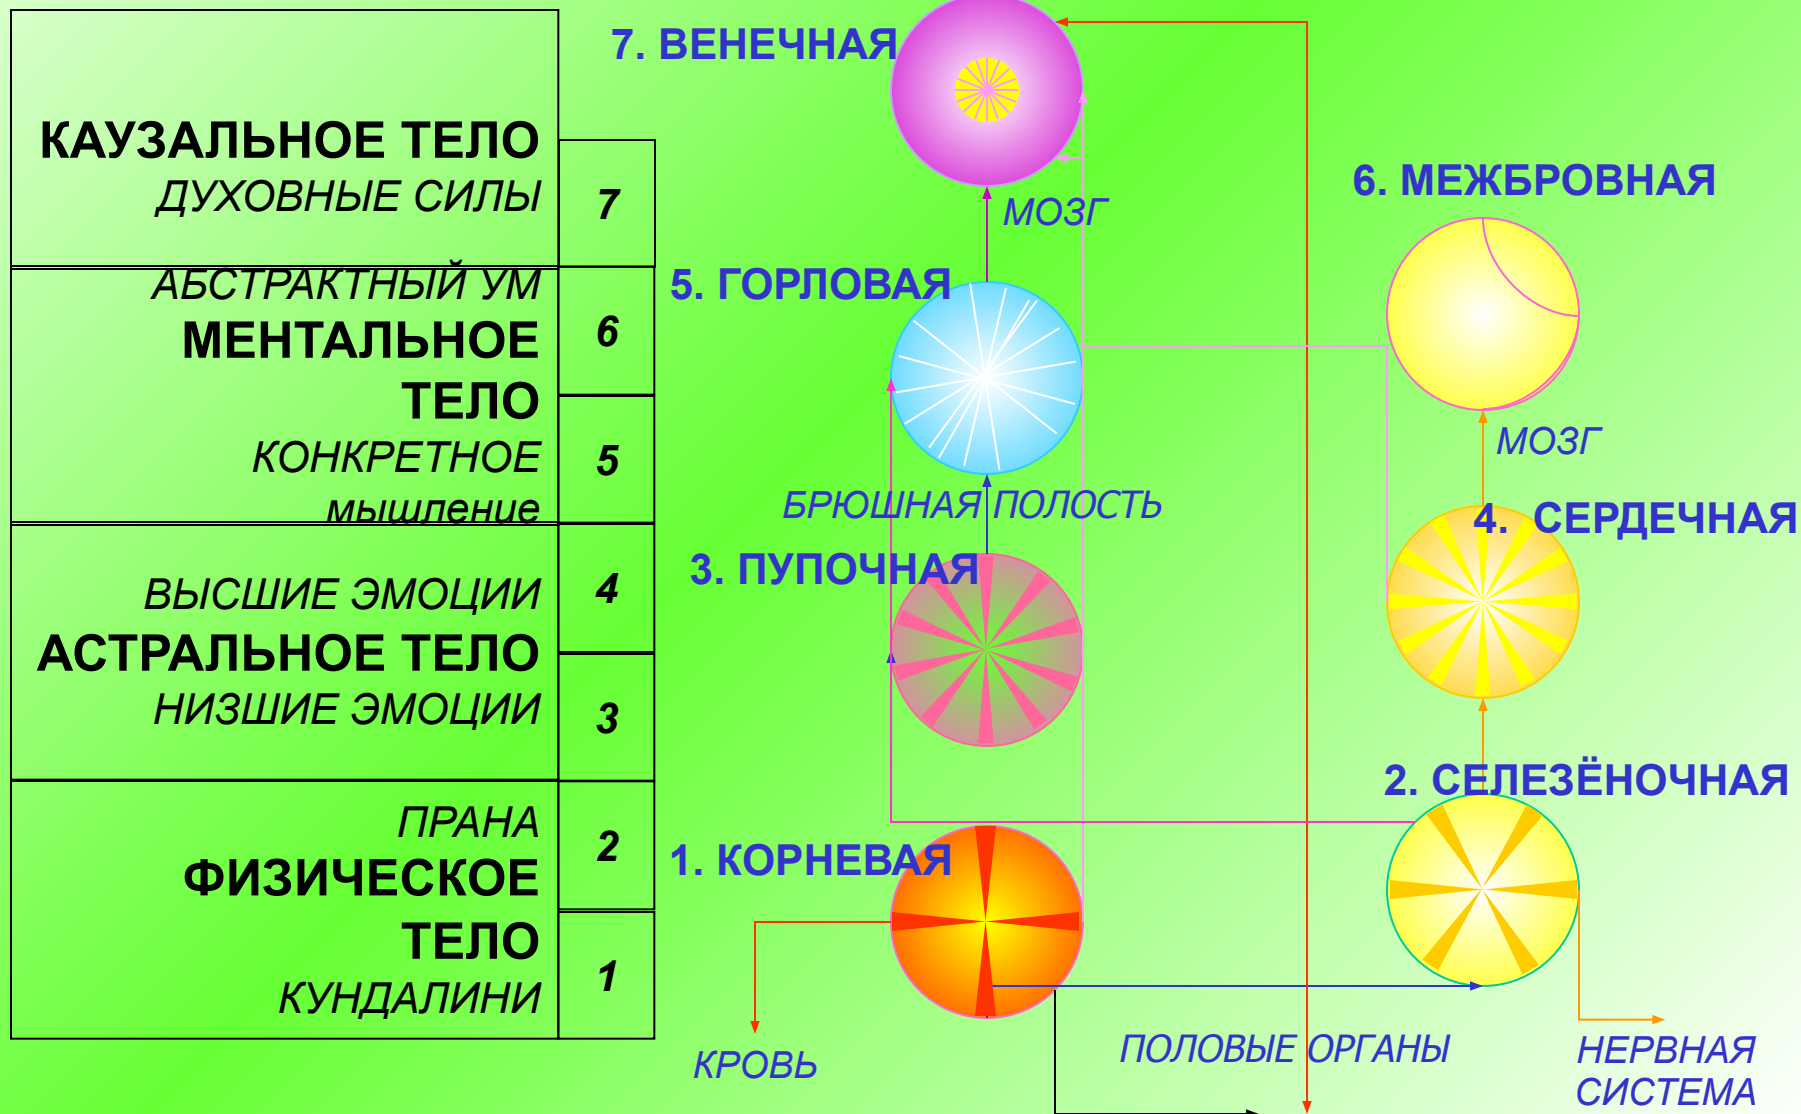 КАУЗАЛЬНОЕ ТЕЛО
ДУХОВНЫЕ СИЛЫ
7
АБСТРАКТНЫЙ УМ
МЕНТАЛЬНОЕ
ТЕЛО
КОНКРЕТНОЕ
мышление
6
5
ВЫСШИЕ ЭМОЦИИ
АСТРАЛЬНОЕ ТЕЛО
НИЗШИЕ ЭМОЦИИ
4
3
ПРАНА
ФИЗИЧЕСКОЕ
ТЕЛО
КУНДАЛИНИ
2
1
7. ВЕНЕЧНАЯ
МОЗГ
6. МЕЖБРОВНАЯ
МОЗГ
5. ГОРЛОВАЯ
БРЮШНАЯ ПОЛОСТЬ
4. СЕРДЕЧНАЯ
3. ПУПОЧНАЯ
2. СЕЛЕЗЁНОЧНАЯ
1. КОРНЕВАЯ
КРОВЬ
ПОЛОВЫЕ ОРГАНЫ
НЕРВНАЯ
СИСТЕМА